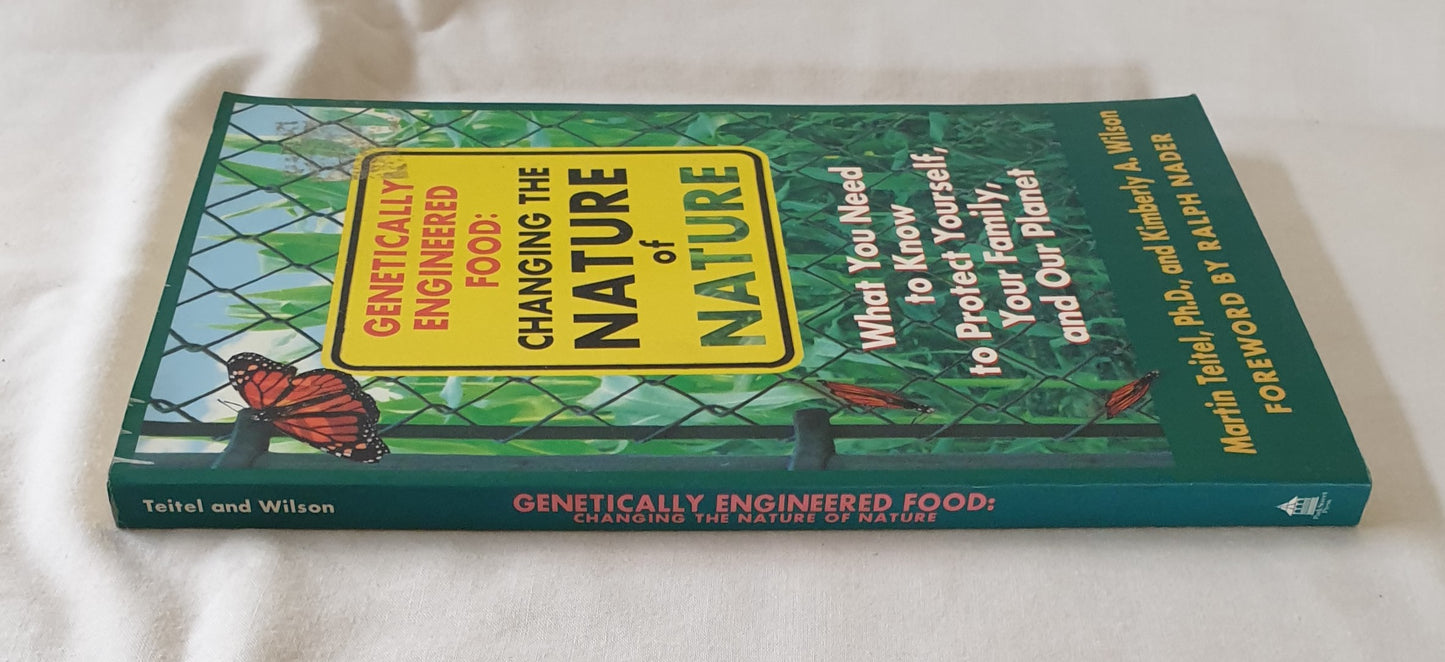 GENETICALLY
ENGINEERED
FOOD:
CHANGING THE
NATURE
of
NATURE
What You Need
to Know
to Protect Yourself,
Your Family,
and Our Planet
Martin Teitel, Ph.D., and Kimberly A. Wilson
FOREWORD BY RALPH NADER
Teitel and Wilson
GENETICALLY ENGINEERED FOOD:
CHANGING THE NATURE OF NATURE